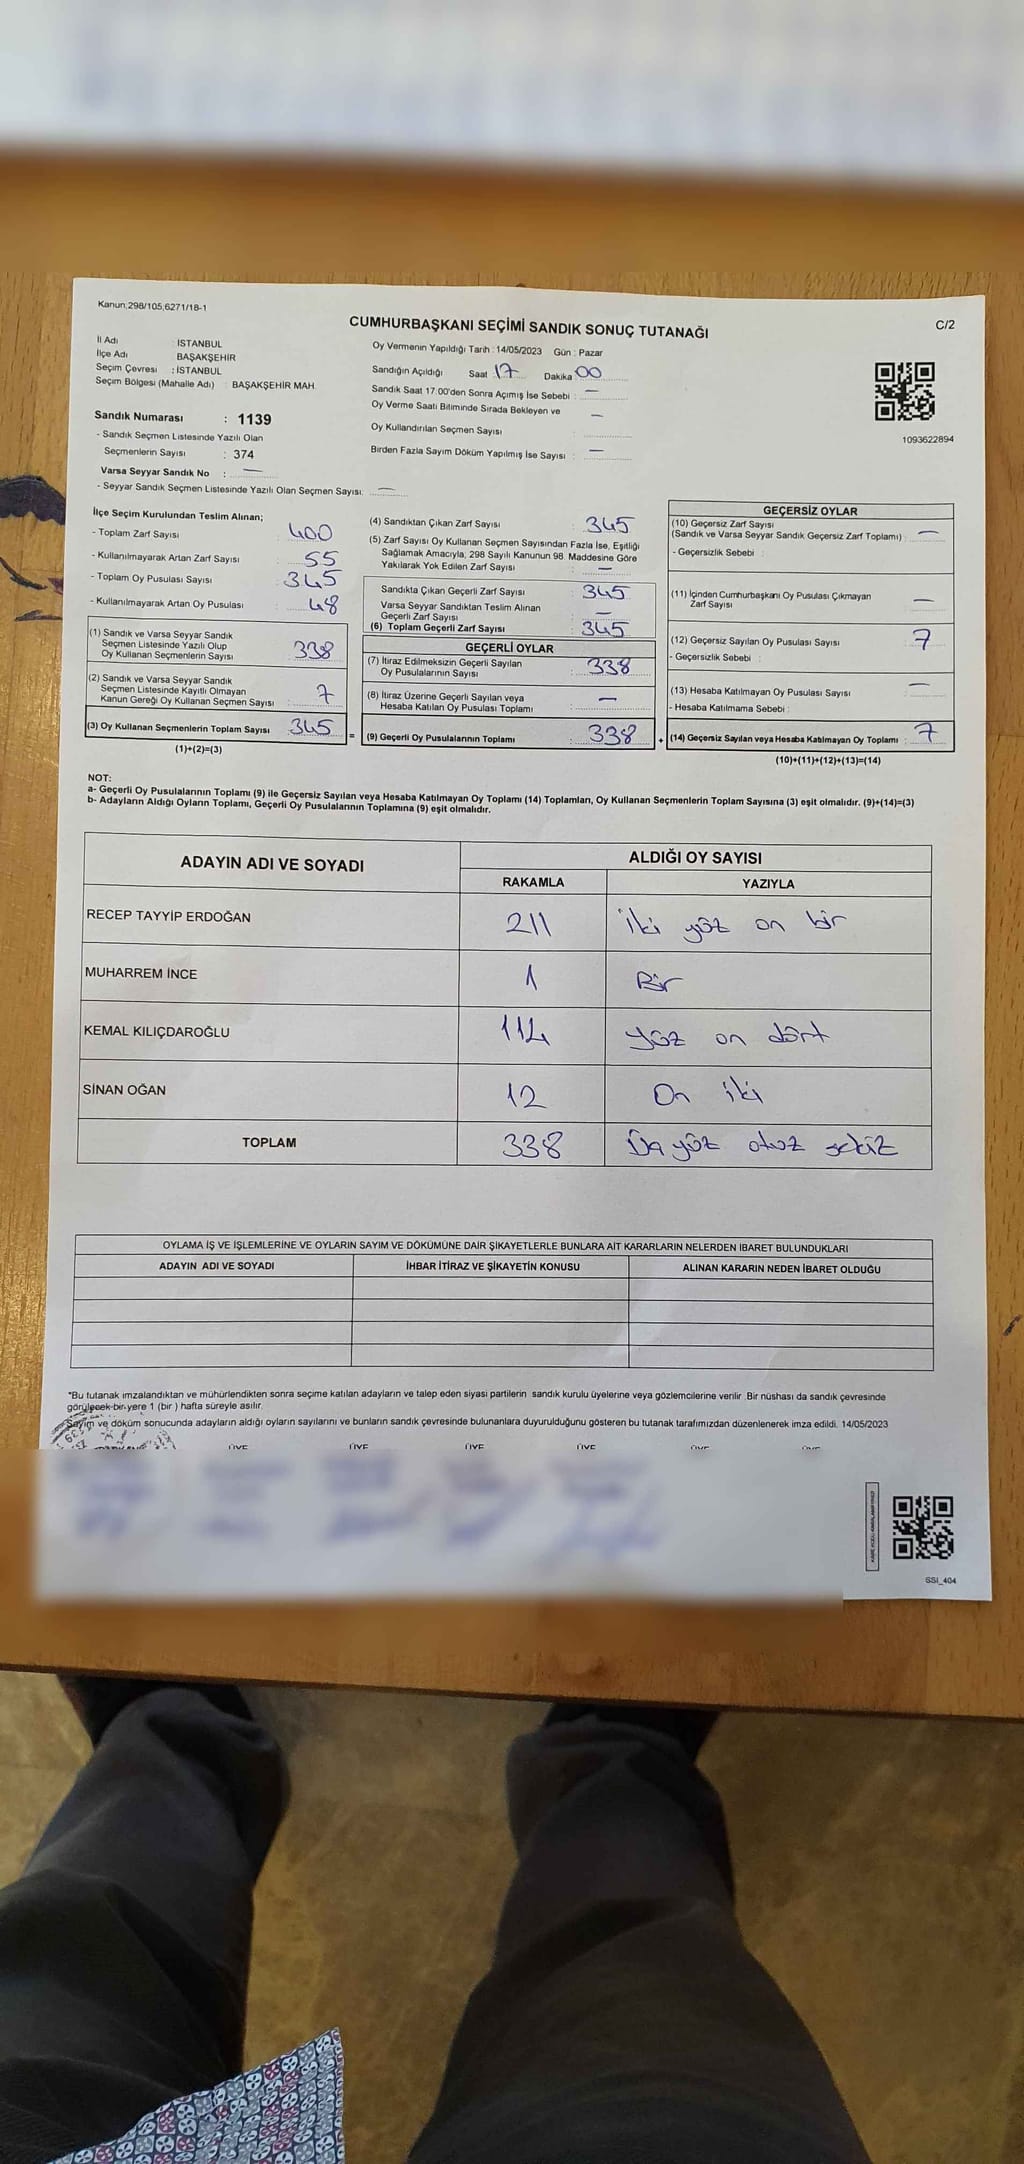 Kanun;298/105,6271/18-1
C/2
CUMHURBAŞKANI SEÇİMİ SANDIK SONUÇ TUTANAĞI
İl Adı : İSTANBUL
İlçe Adı : BAŞAKŞEHİR
Seçim Çevresi : İSTANBUL
Seçim Bölgesi (Mahalle Adı) : BAŞAKŞEHİR MAH.
Sandık Numarası : 1139
- Sandık Seçmen Listesinde Yazılı Olan
Seçmenlerin Sayısı : 374
Varsa Seyyar Sandık No : —
- Seyyar Sandık Seçmen Listesinde Yazılı Olan Seçmen Sayısı: —
Oy Vermenin Yapıldığı Tarih : 14/05/2023 Gün : Pazar
Sandığın Açıldığı Saat 17 Dakika 00
Sandık Saat 17:00'den Sonra Açımış İse Sebebi : —
Oy Verme Saati Bitiminde Sırada Bekleyen ve —
Oy Kullandırılan Seçmen Sayısı :
Birden Fazla Sayım Döküm Yapılmış İse Sayısı : —
1093622894
İlçe Seçim Kurulundan Teslim Alınan;
- Toplam Zarf Sayısı : 400
- Kullanılmayarak Artan Zarf Sayısı : 55
- Toplam Oy Pusulası Sayısı : 345
- Kullanılmayarak Artan Oy Pusulası : 48
(1) Sandık ve Varsa Seyyar Sandık
Seçmen Listesinde Yazılı Olup
Oy Kullanan Seçmenlerin Sayısı : 338
(2) Sandık ve Varsa Seyyar Sandık
Seçmen Listesinde Kayıtlı Olmayan
Kanun Gereği Oy Kullanan Seçmen Sayısı : 7
(3) Oy Kullanan Seçmenlerin Toplam Sayısı : 345
(1)+(2)=(3)
(4) Sandıktan Çıkan Zarf Sayısı : 345
(5) Zarf Sayısı Oy Kullanan Seçmen Sayısından Fazla İse, Eşitliği
Sağlamak Amacıyla, 298 Sayılı Kanunun 98. Maddesine Göre
Yakılarak Yok Edilen Zarf Sayısı : —
Sandıkta Çıkan Geçerli Zarf Sayısı : 345
Varsa Seyyar Sandıktan Teslim Alınan
Geçerli Zarf Sayısı : —
(6) Toplam Geçerli Zarf Sayısı : 345
GEÇERLİ OYLAR
(7) İtiraz Edilmeksizin Geçerli Sayılan
Oy Pusulalarının Sayısı : 338
(8) İtiraz Üzerine Geçerli Sayılan veya
Hesaba Katılan Oy Pusulası Toplamı : —
= (9) Geçerli Oy Pusulalarının Toplamı : 338
GEÇERSİZ OYLAR
(10) Geçersiz Zarf Sayısı
(Sandık ve Varsa Seyyar Sandık Geçersiz Zarf Toplamı) : —
- Geçersizlik Sebebi :
(11) İçinden Cumhurbaşkanı Oy Pusulası Çıkmayan
Zarf Sayısı : —
(12) Geçersiz Sayılan Oy Pusulası Sayısı : 7
- Geçersizlik Sebebi :
(13) Hesaba Katılmayan Oy Pusulası Sayısı : —
- Hesaba Katılmama Sebebi :
+ (14) Geçersiz Sayılan veya Hesaba Katılmayan Oy Toplamı : 7
(10)+(11)+(12)+(13)=(14)
NOT:
a- Geçerli Oy Pusulalarının Toplamı (9) ile Geçersiz Sayılan veya Hesaba Katılmayan Oy Toplamı (14) Toplamları, Oy Kullanan Seçmenlerin Toplam Sayısına (3) eşit olmalıdır. (9)+(14)=(3)
b- Adayların Aldığı Oyların Toplamı, Geçerli Oy Pusulalarının Toplamına (9) eşit olmalıdır.
ADAYIN ADI VE SOYADI
ALDIĞI OY SAYISI
RAKAMLA YAZIYLA
RECEP TAYYİP ERDOĞAN 211 iki yüz on bir
MUHARREM İNCE 1 Bir
KEMAL KILIÇDAROĞLU 114 yüz on dört
SİNAN OĞAN 12 On iki
TOPLAM 338 Üç yüz otuz sekiz
OYLAMA İŞ VE İŞLEMLERİNE VE OYLARIN SAYIM VE DÖKÜMÜNE DAİR ŞİKAYETLERLE BUNLARA AİT KARARLARIN NELERDEN İBARET BULUNDUKLARI
ADAYIN ADI VE SOYADI İHBAR İTİRAZ VE ŞİKAYETİN KONUSU ALINAN KARARIN NEDEN İBARET OLDUĞU
*Bu tutanak imzalandıktan ve mühürlendikten sonra seçime katılan adayların ve talep eden siyasi partilerin sandık kurulu üyelerine veya gözlemcilerine verilir. Bir nüshası da sandık çevresinde
görülecek bir yere 1 (bir ) hafta süreyle asılır.
Sayım ve döküm sonucunda adayların aldığı oyların sayılarını ve bunların sandık çevresinde bulunanlara duyurulduğunu gösteren bu tutanak tarafımızdan düzenlenerek imza edildi. 14/05/2023
ÜYE ÜYE ÜYE ÜYE ÜYE ÜYE
SSI_404